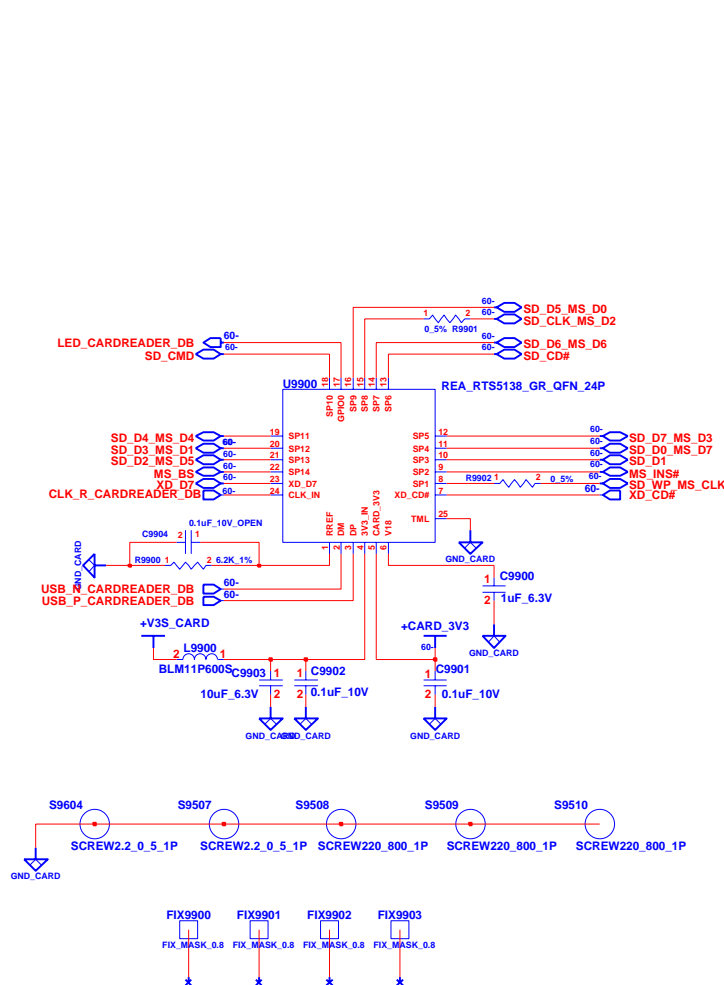 60- SD_D5_MS_D0
1 2 60- SD_CLK_MS_D2
0_5% R9901
LED_CARDREADER_DB 60-
60- SD_D6_MS_D6
SD_CMD 60-
60- SD_CD#
U9900 REA_RTS5138_GR_QFN_24P
18 17 16 15 14 13
SP10 GPIO0 SP9 SP8 SP7 SP6
SD_D4_MS_D4 60- 19 SP11 SP5 12 60- SD_D7_MS_D3
SD_D3_MS_D1 60- 20 SP12 SP4 11 60- SD_D0_MS_D7
SD_D2_MS_D5 60- 21 SP13 SP3 10 60- SD_D1
MS_BS 60- 22 SP14 SP2 9 60- MS_INS#
XD_D7 60- 23 XD_D7 SP1 8 R9902 1 2 0_5% 60- SD_WP_MS_CLK
CLK_R_CARDREADER_DB 60- 24 CLK_IN XD_CD# 7 60- XD_CD#
RREF DM DP 3V3_IN CARD_3V3 V18
TML 25
1 2 3 4 5 6
0.1uF_10V_OPEN
C9904 2 1
GND_CARD
R9900 1 2 6.2K_1%
GND_CARD
USB_N_CARDREADER_DB 60-
USB_P_CARDREADER_DB 60-
1 C9900
2 1uF_6.3V
GND_CARD
+V3S_CARD
+CARD_3V3
60-
2 L9900 1
BLM11P600S
C9903 1 1 C9902 1 C9901
10uF_6.3V 2 2 0.1uF_10V 2 0.1uF_10V
GND_CARD GND_CARD GND_CARD
S9604 S9507 S9508 S9509 S9510
SCREW2.2_0_5_1P SCREW2.2_0_5_1P SCREW220_800_1P SCREW220_800_1P SCREW220_800_1P
GND_CARD
FIX9900 FIX9901 FIX9902 FIX9903
FIX_MASK_0.8 FIX_MASK_0.8 FIX_MASK_0.8 FIX_MASK_0.8